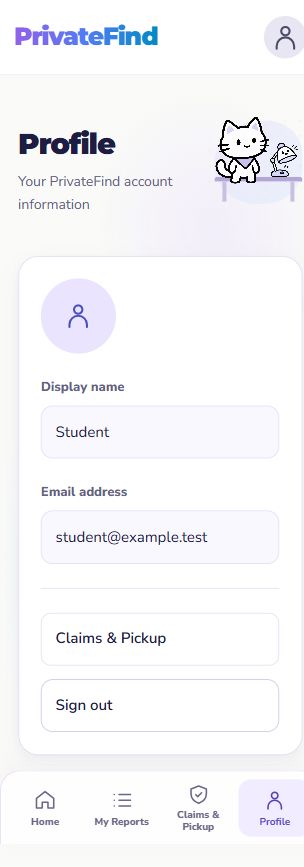 PrivateFind
Profile
Your PrivateFind account
information
Display name
Student
Email address
student@example.test
Claims & Pickup
Sign out
Home
My Reports
Claims &
Pickup
Profile